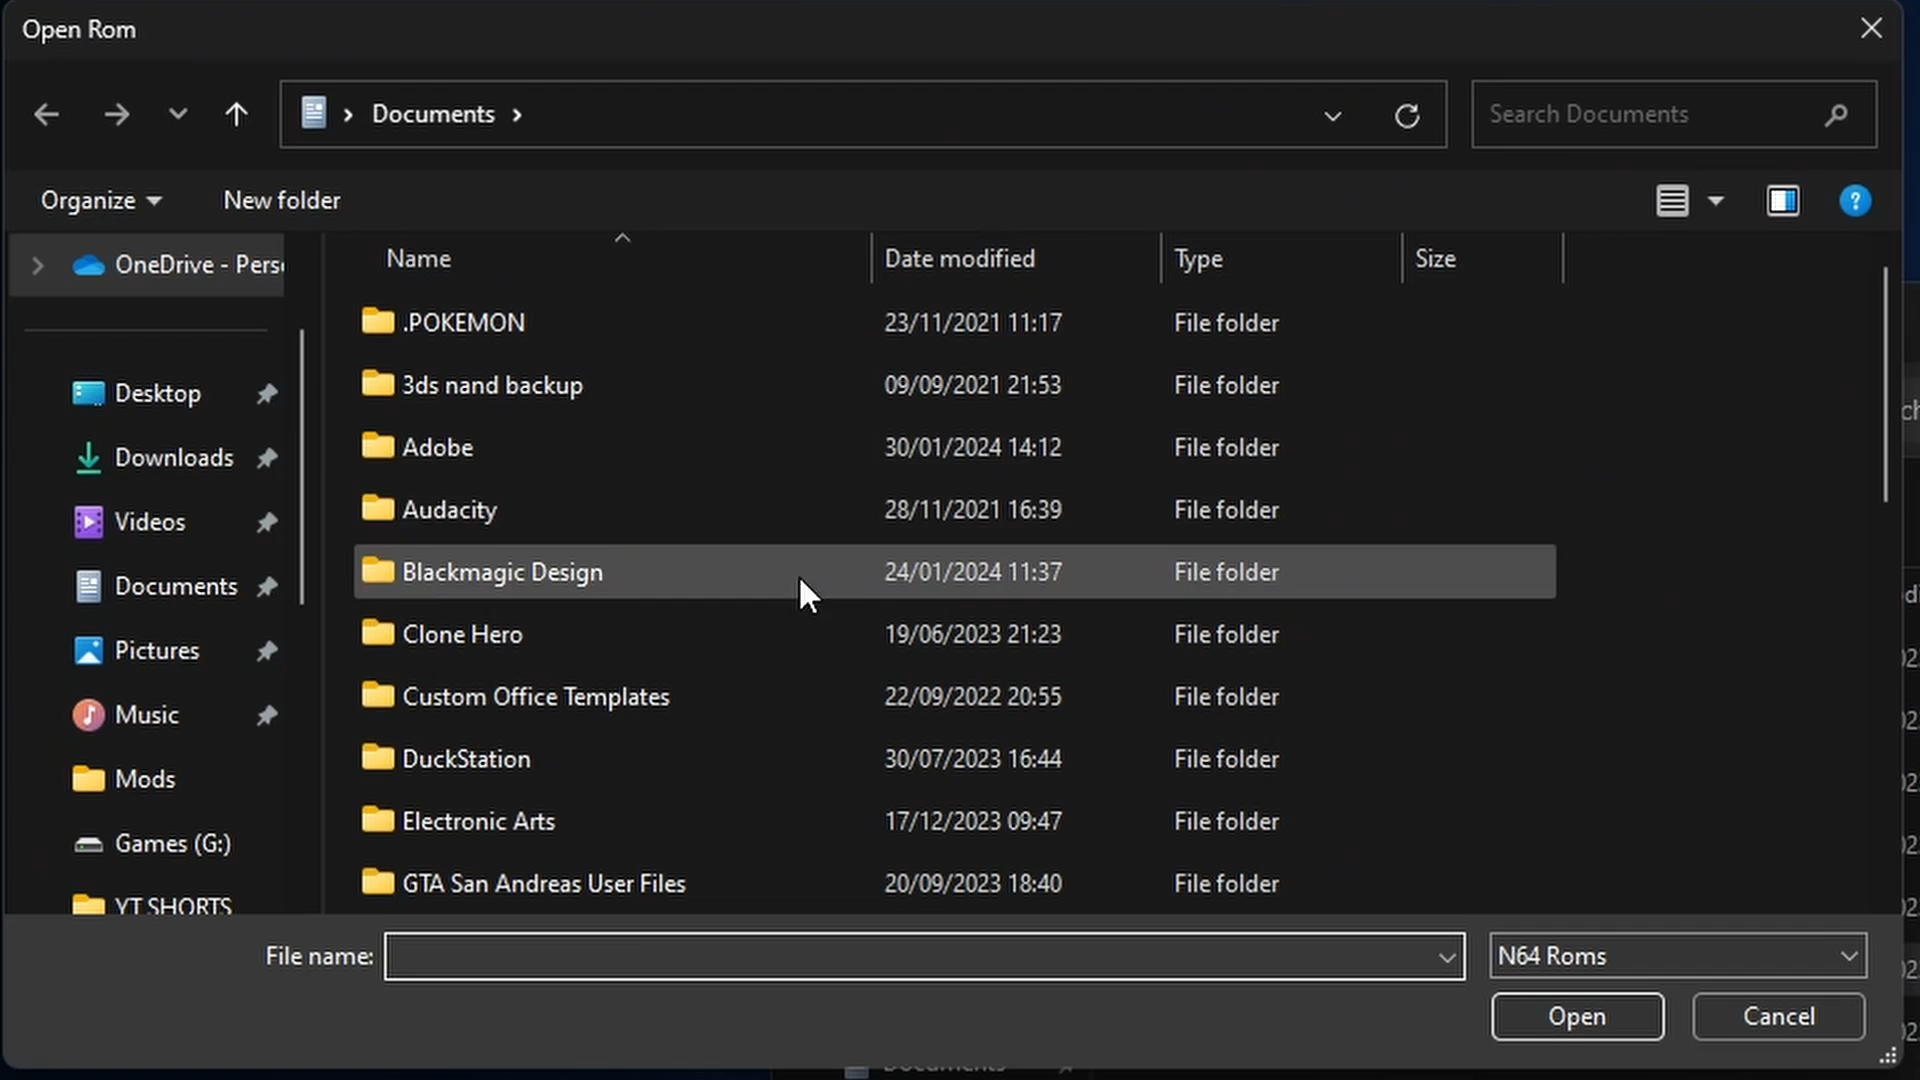 Open Rom
Documents
Search Documents
Organize
New folder
?
OneDrive - Pers
Name
Date modified
Type
Size
.POKEMON 23/11/2021 11:17 File folder
3ds nand backup 09/09/2021 21:53 File folder
Adobe 30/01/2024 14:12 File folder
Audacity 28/11/2021 16:39 File folder
Blackmagic Design 24/01/2024 11:37 File folder
Clone Hero 19/06/2023 21:23 File folder
Custom Office Templates 22/09/2022 20:55 File folder
DuckStation 30/07/2023 16:44 File folder
Electronic Arts 17/12/2023 09:47 File folder
GTA San Andreas User Files 20/09/2023 18:40 File folder
Desktop
Downloads
Videos
Documents
Pictures
Music
Mods
Games (G:)
YT SHORTS
File name:
N64 Roms
Open
Cancel
Documents